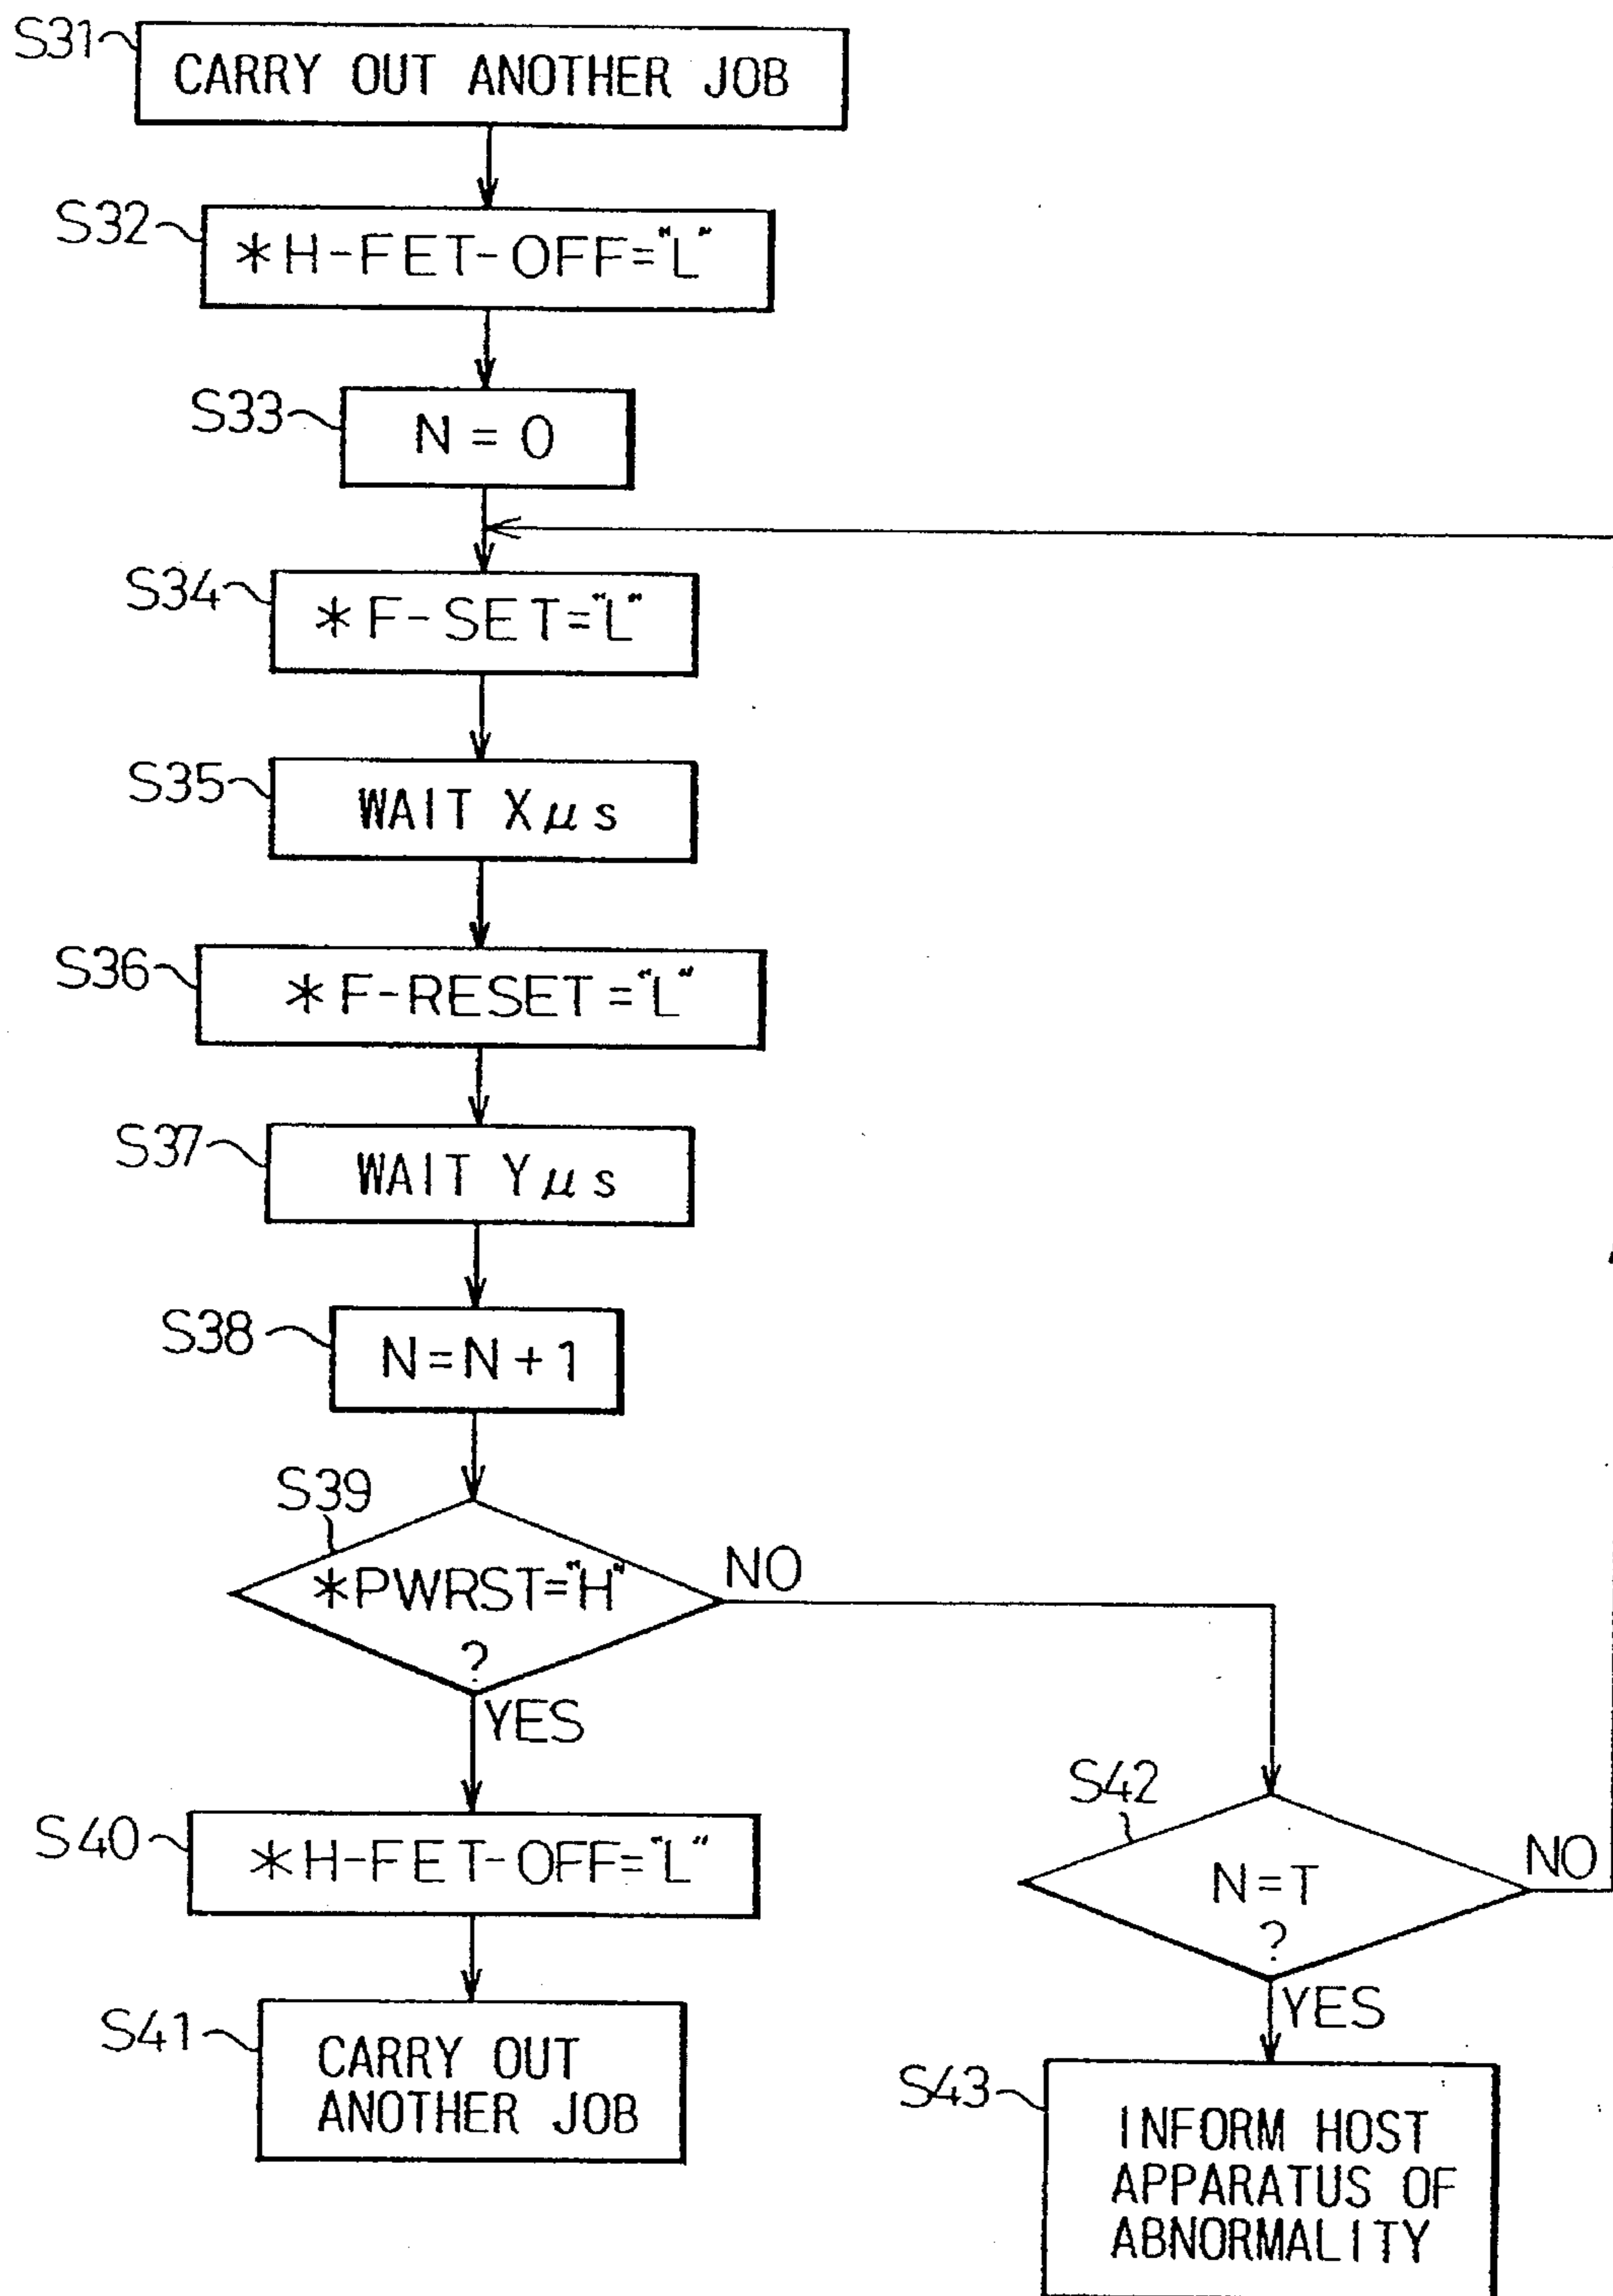 S31
CARRY OUT ANOTHER JOB
S32
*H-FET-OFF="L"
S33
N=0
S34
*F-SET="L"
S35
WAIT Xμs
S36
*F-RESET="L"
S37
WAIT Yμs
S38
N=N+1
S39
*PWRST="H"
?
NO
YES
S40
*H-FET-OFF="L"
S41
CARRY OUT
ANOTHER JOB
S42
N=T
?
NO
YES
S43
INFORM HOST
APPARATUS OF
ABNORMALITY